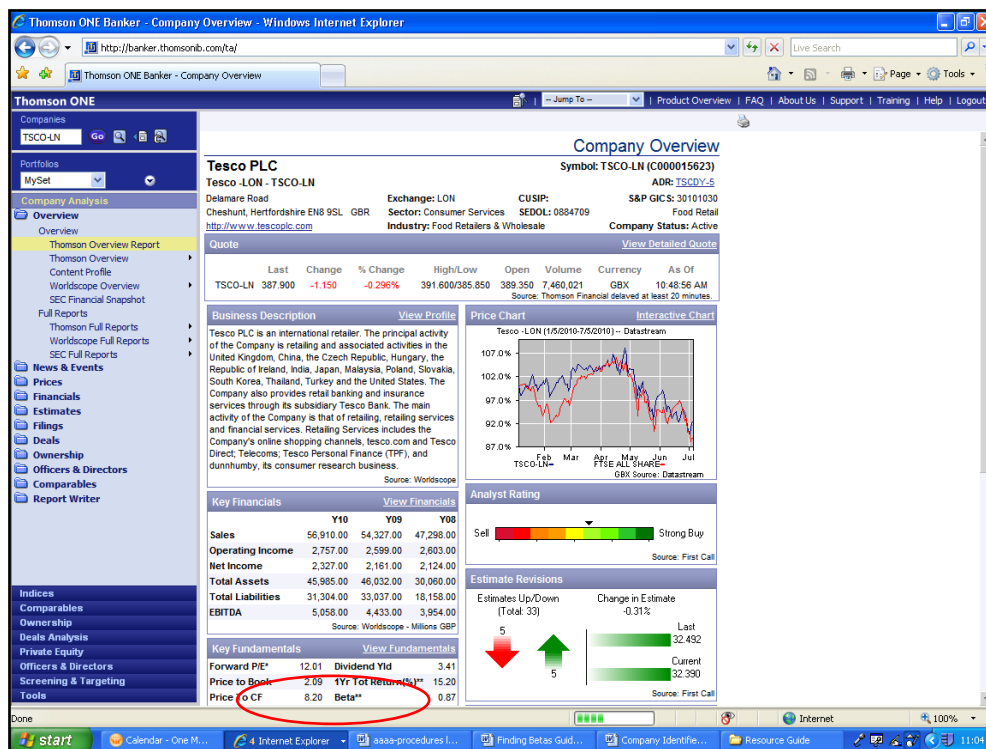 Thomson ONE Banker - Company Overview - Windows Internet Explorer
http://banker.thomsonib.com/ta/
Live Search
Thomson ONE Banker - Company Overview
Page
Tools
Thomson ONE
-- Jump To --
| Product Overview | FAQ | About Us | Support | Training | Help | Logout
Companies
TSCO-LN
Go
Portfolios
MySet
Company Analysis
Overview
Overview
Thomson Overview Report
Thomson Overview
Content Profile
Worldscope Overview
SEC Financial Snapshot
Full Reports
Thomson Full Reports
Worldscope Full Reports
SEC Full Reports
News & Events
Prices
Financials
Estimates
Filings
Deals
Ownership
Officers & Directors
Comparables
Report Writer
Indices
Comparables
Ownership
Deals Analysis
Private Equity
Officers & Directors
Screening & Targeting
Tools
Company Overview
Tesco PLC Symbol: TSCO-LN (C000015623)
Tesco -LON - TSCO-LN ADR: TSCDY-5
Delamare Road Exchange: LON CUSIP: S&P GICS: 30101030
Cheshunt, Hertfordshire EN8 9SL GBR Sector: Consumer Services SEDOL: 0884709 Food Retail
http://www.tescoplc.com Industry: Food Retailers & Wholesale Company Status: Active
Quote View Detailed Quote
Last Change % Change High/Low Open Volume Currency As Of
TSCO-LN 387.900 -1.150 -0.296% 391.600/385.850 389.350 7,460,021 GBX 10:48:56 AM
Source: Thomson Financial delayed at least 20 minutes.
Business Description View Profile
Tesco PLC is an international retailer. The principal activity
of the Company is retailing and associated activities in the
United Kingdom, China, the Czech Republic, Hungary, the
Republic of Ireland, India, Japan, Malaysia, Poland, Slovakia,
South Korea, Thailand, Turkey and the United States. The
Company also provides retail banking and insurance
services through its subsidiary Tesco Bank. The main
activity of the Company is that of retailing, retailing services
and financial services. Retailing Services includes the
Company's online shopping channels, tesco.com and Tesco
Direct; Telecoms; Tesco Personal Finance (TPF), and
dunnhumby, its consumer research business.
Source: Worldscope
Price Chart Interactive Chart
Tesco -LON (1/5/2010-7/5/2010) -- Datastream
107.0%
102.0%
97.0%
92.0%
87.0%
Feb Mar Apr May Jun Jul
TSCO-LN FTSE ALL SHARE
GBX Source: Datastream
Key Financials View Financials
Y10 Y09 Y08
Sales 56,910.00 54,327.00 47,298.00
Operating Income 2,757.00 2,599.00 2,603.00
Net Income 2,327.00 2,161.00 2,124.00
Total Assets 45,985.00 46,032.00 30,060.00
Total Liabilities 31,304.00 33,037.00 18,158.00
EBITDA 5,058.00 4,433.00 3,954.00
Source: Worldscope - Millions GBP
Analyst Rating
Sell Strong Buy
Source: First Call
Estimate Revisions
Estimates Up/Down Change in Estimate
(Total: 33) -0.31%
5
5
Last
32.492
Current
32.390
Source: First Call
Key Fundamentals View Fundamentals
Forward P/E* 12.01 Dividend Yld 3.41
Price to Book 2.09 1Yr Tot Return(%)** 15.20
Price To CF 8.20 Beta** 0.87
Done
Internet
100%
start
Calendar - One M...
4 Internet Explorer
aaaa-procedures l...
Finding Betas Guid...
Company Identifie...
Resource Guide
11:04